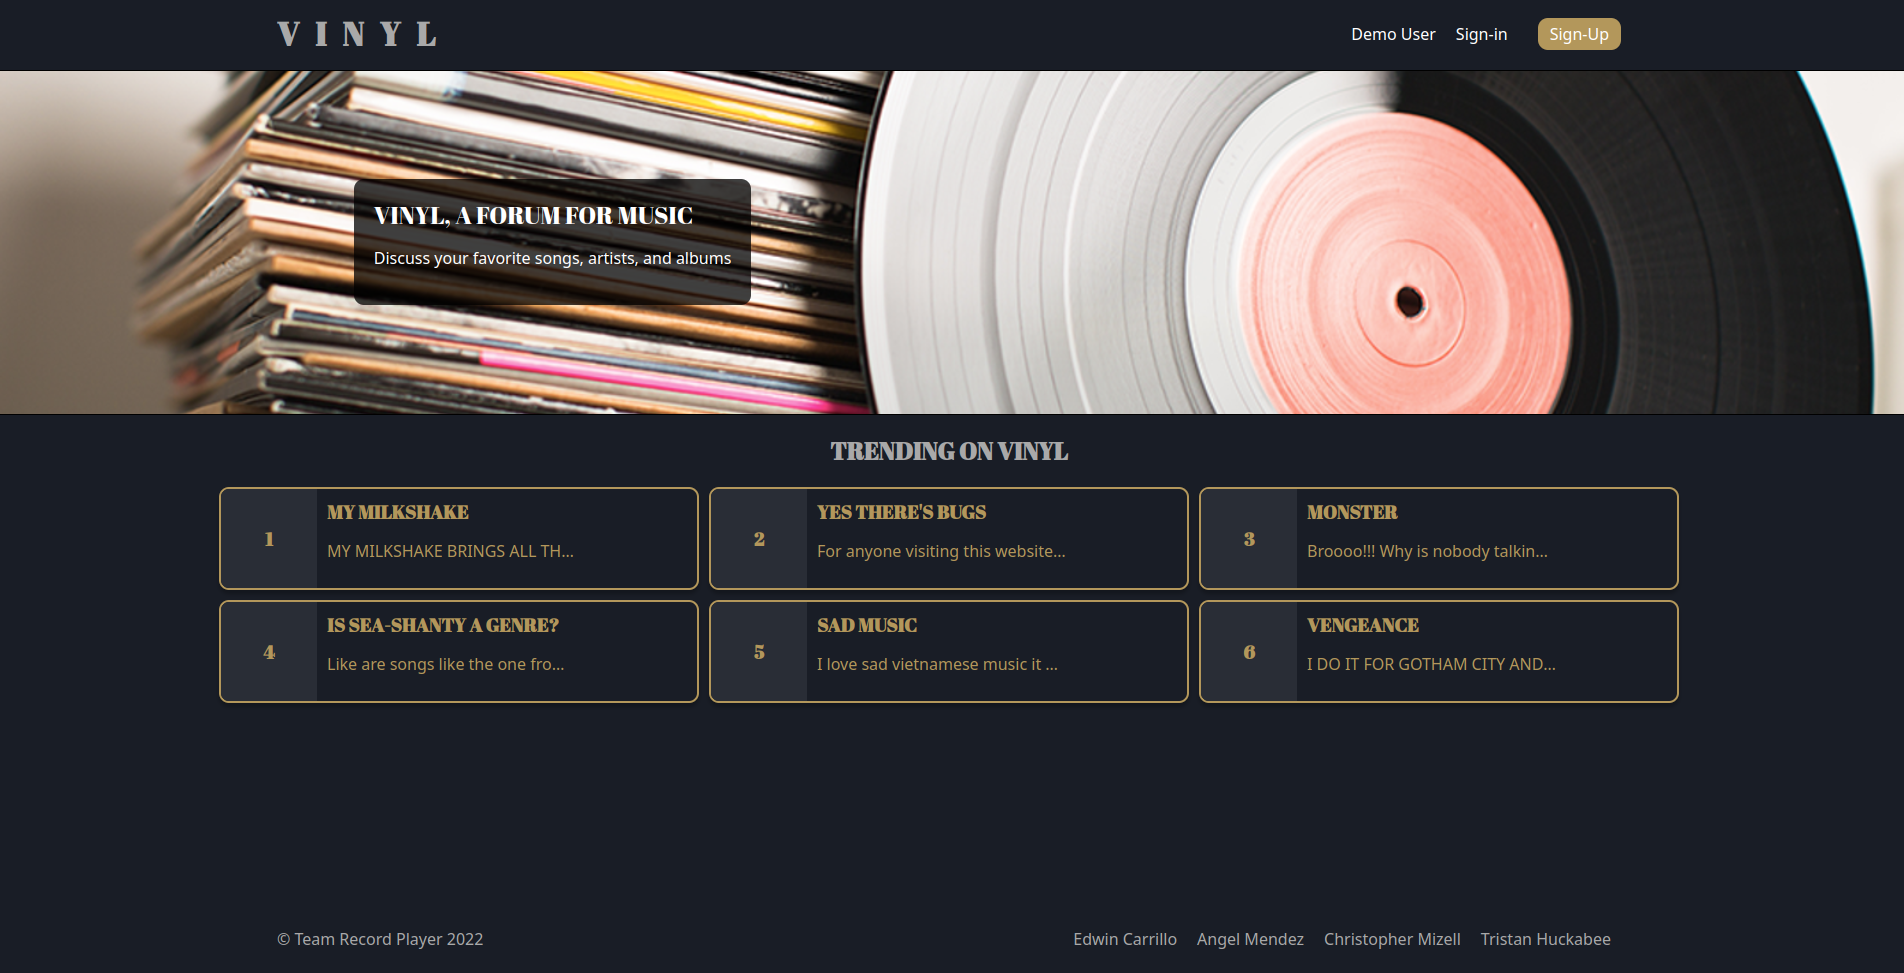 V I N Y L
Demo User Sign-in Sign-Up
VINYL, A FORUM FOR MUSIC
Discuss your favorite songs, artists, and albums
TRENDING ON VINYL
1
MY MILKSHAKE
MY MILKSHAKE BRINGS ALL TH...
2
YES THERE'S BUGS
For anyone visiting this website...
3
MONSTER
Broooo!!! Why is nobody talkin...
4
IS SEA-SHANTY A GENRE?
Like are songs like the one fro...
5
SAD MUSIC
I love sad vietnamese music it ...
6
VENGEANCE
I DO IT FOR GOTHAM CITY AND...
© Team Record Player 2022
Edwin Carrillo Angel Mendez Christopher Mizell Tristan Huckabee